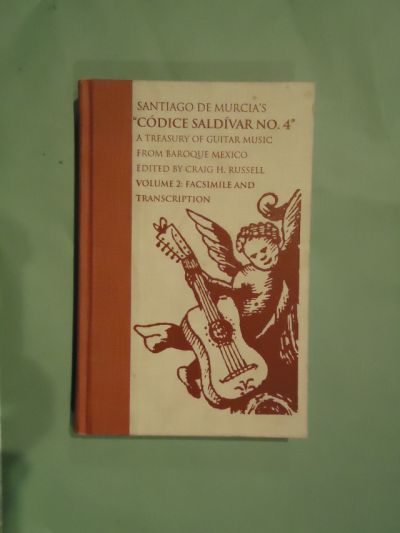 SANTIAGO DE MURCIA'S
"CÓDICE SALDÍVAR NO. 4"
A TREASURY OF GUITAR MUSIC
FROM BAROQUE MEXICO
EDITED BY CRAIG H. RUSSELL
VOLUME 2: FACSIMILE AND
TRANSCRIPTION